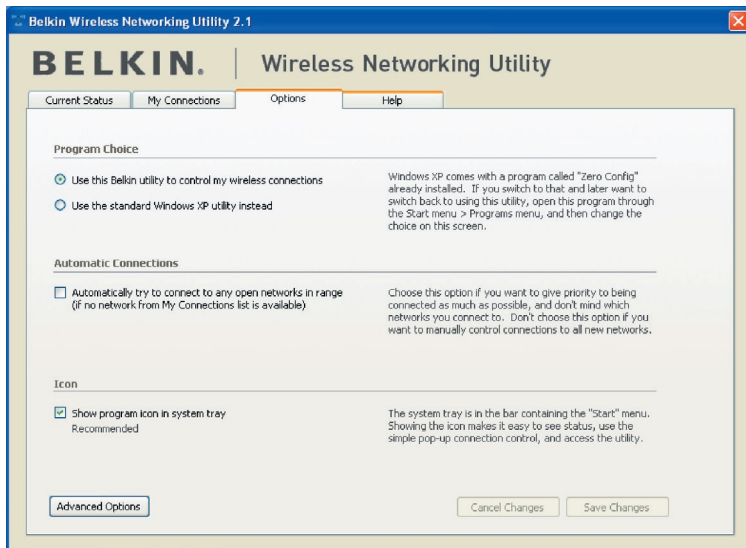 Belkin Wireless Networking Utility 2.1
BELKIN. | Wireless Networking Utility
Current Status
My Connections
Options
Help
Program Choice
Use this Belkin utility to control my wireless connections
Use the standard Windows XP utility instead
Windows XP comes with a program called "Zero Config"
already installed. If you switch to that and later want to
switch back to using this utility, open this program through
the Start menu > Programs menu, and then change the
choice on this screen.
Automatic Connections
Automatically try to connect to any open networks in range
(if no network from My Connections list is available)
Choose this option if you want to give priority to being
connected as much as possible, and don't mind which
networks you connect to. Don't choose this option if you
want to manually control connections to all new networks.
Icon
Show program icon in system tray
Recommended
The system tray is in the bar containing the "Start" menu.
Showing the icon makes it easy to see status, use the
simple pop-up connection control, and access the utility.
Advanced Options
Cancel Changes
Save Changes